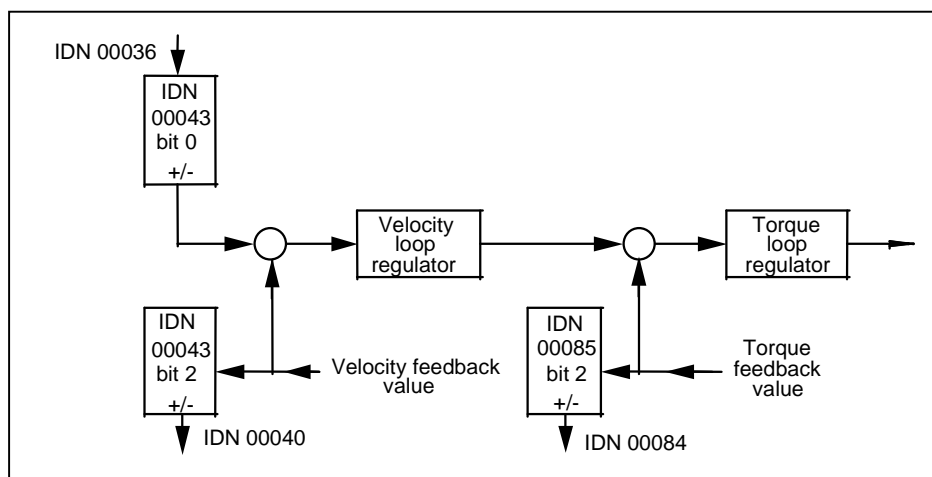 IDN 00036
IDN
00043
bit 0
+/-
Velocity
loop
regulator
Torque
loop
regulator
IDN
00043
bit 2
+/-
Velocity feedback
value
IDN 00040
IDN
00085
bit 2
+/-
Torque
feedback
value
IDN 00084